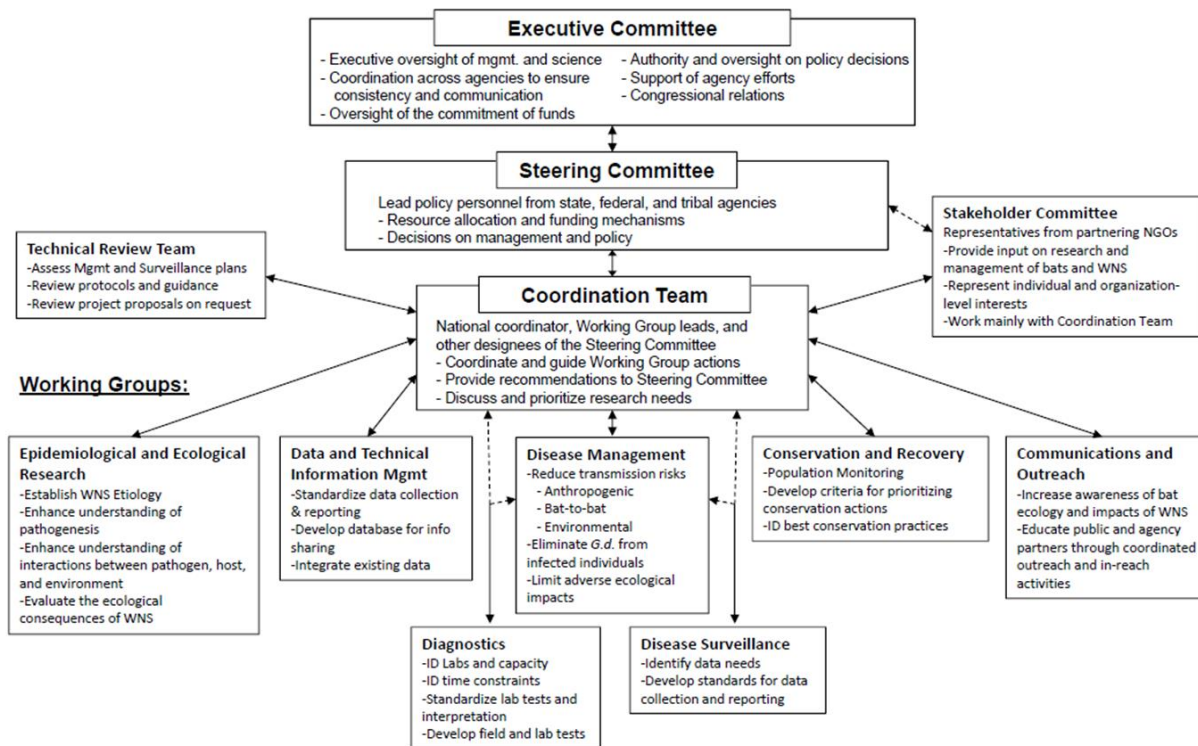 Executive Committee
- Executive oversight of mgmt. and science
- Coordination across agencies to ensure
consistency and communication
- Oversight of the commitment of funds
- Authority and oversight on policy decisions
- Support of agency efforts
- Congressional relations
Steering Committee
Lead policy personnel from state, federal, and tribal agencies
- Resource allocation and funding mechanisms
- Decisions on management and policy
Stakeholder Committee
Representatives from partnering NGOs
-Provide input on research and
management of bats and WNS
-Represent individual and organization-
level interests
-Work mainly with Coordination Team
Technical Review Team
-Assess Mgmt and Surveillance plans
-Review protocols and guidance
-Review project proposals on request
Coordination Team
National coordinator, Working Group leads, and
other designees of the Steering Committee
- Coordinate and guide Working Group actions
- Provide recommendations to Steering Committee
- Discuss and prioritize research needs
Working Groups:
Epidemiological and Ecological
Research
-Establish WNS Etiology
-Enhance understanding of
pathogenesis
-Enhance understanding of
interactions between pathogen, host,
and environment
-Evaluate the ecological
consequences of WNS
Data and Technical
Information Mgmt
-Standardize data collection
& reporting
-Develop database for info
sharing
-Integrate existing data
Disease Management
-Reduce transmission risks
- Anthropogenic
- Bat-to-bat
- Environmental
-Eliminate G.d. from
infected individuals
-Limit adverse ecological
impacts
Conservation and Recovery
-Population Monitoring
-Develop criteria for prioritizing
conservation actions
-ID best conservation practices
Communications and
Outreach
-Increase awareness of bat
ecology and impacts of WNS
-Educate public and agency
partners through coordinated
outreach and in-reach
activities
Diagnostics
-ID Labs and capacity
-ID time constraints
-Standardize lab tests and
interpretation
-Develop field and lab tests
Disease Surveillance
-Identify data needs
-Develop standards for data
collection and reporting